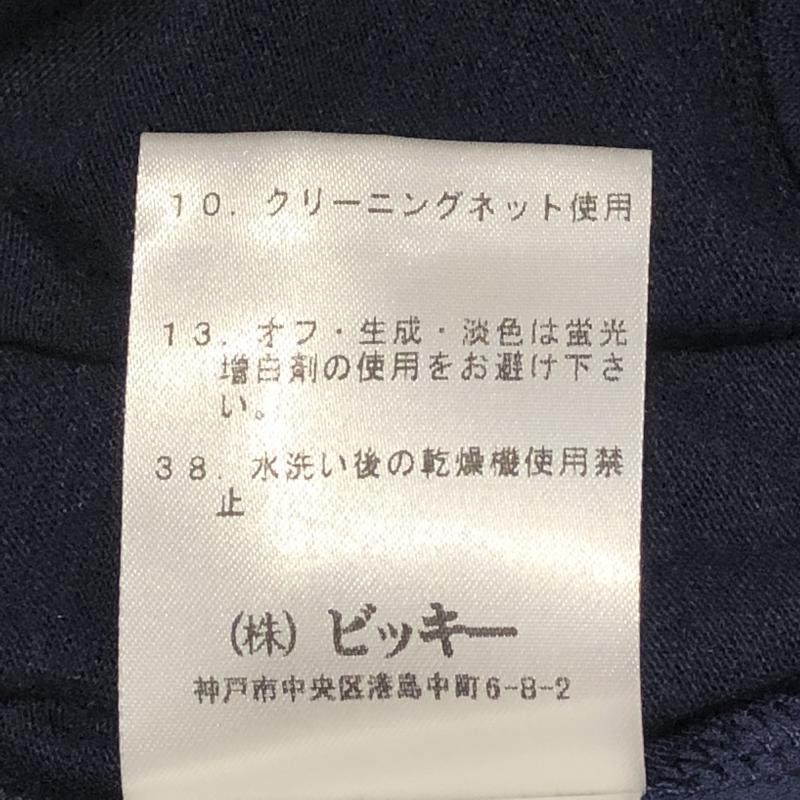 10. クリーニングネット使用
13. オフ・生成・淡色は蛍光
増白剤の使用をお避け下さ
い。
38. 水洗い後の乾燥機使用禁
止
(株) ビッキー
神戸市中央区港島中町6-8-2